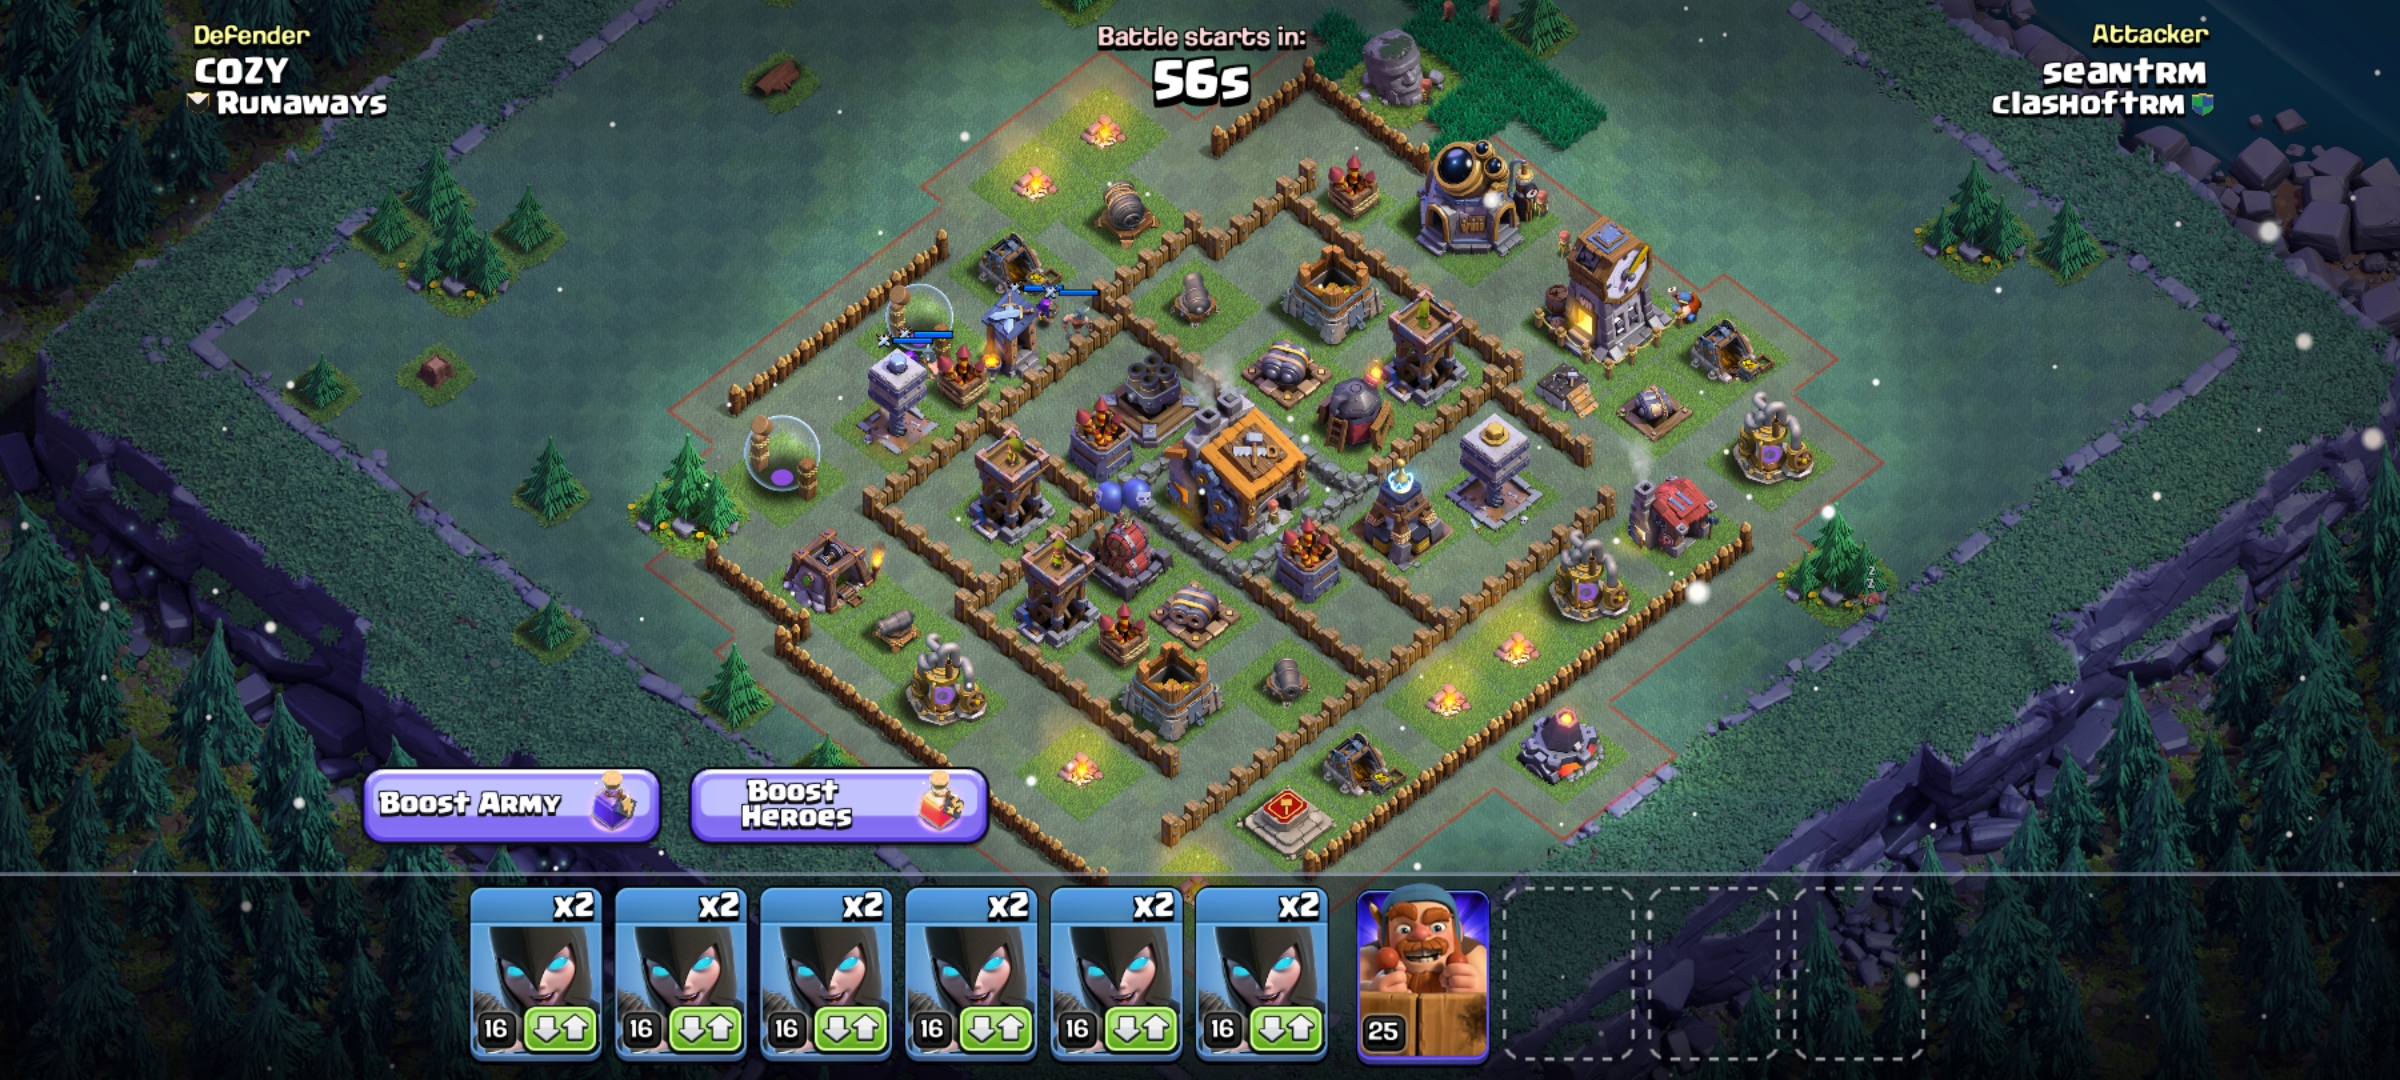 Defender
COZY
RUNAWAYS
Battle starts in:
56s
Attacker
seantrm
clashoftrm
Boost Army
Boost
Heroes
x2
x2
x2
x2
x2
x2
16
16
16
16
16
16
25